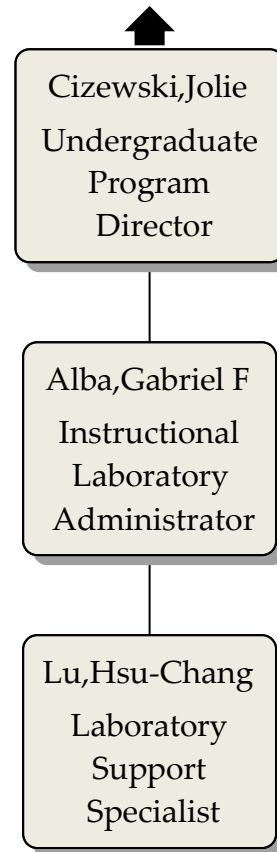 Cizewski,Jolie
Undergraduate
Program
Director
Alba,Gabriel F
Instructional
Laboratory
Administrator
Lu,Hsu-Chang
Laboratory
Support
Specialist